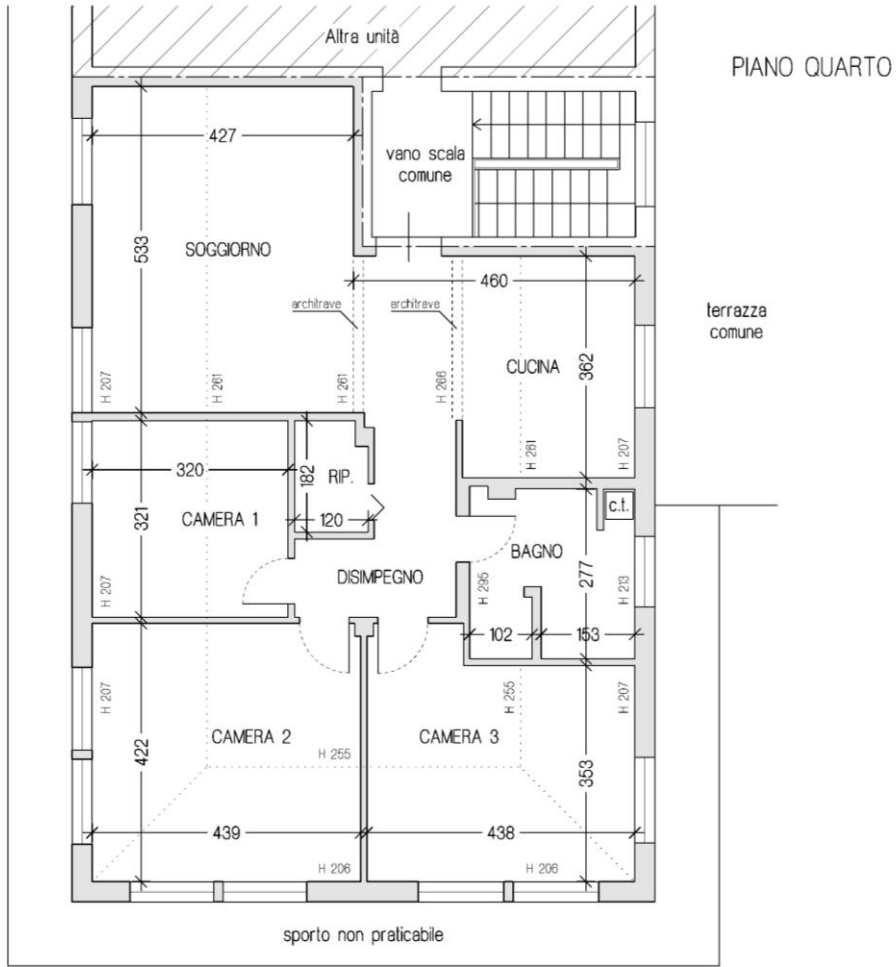 Altra unità
PIANO QUARTO
427
vano scala
comune
533
SOGGIORNO
460
architrave
architrave
terrazza
comune
CUCINA
362
H 207
H 261
H 261
H 266
H 261
H 207
320
182
RIP.
321
CAMERA 1
120
c.t.
BAGNO
DISIMPEGNO
277
H 207
H 295
H 213
102
153
H 207
H 255
H 207
CAMERA 2
H 255
CAMERA 3
422
353
439
438
H 206
H 206
sporto non praticabile